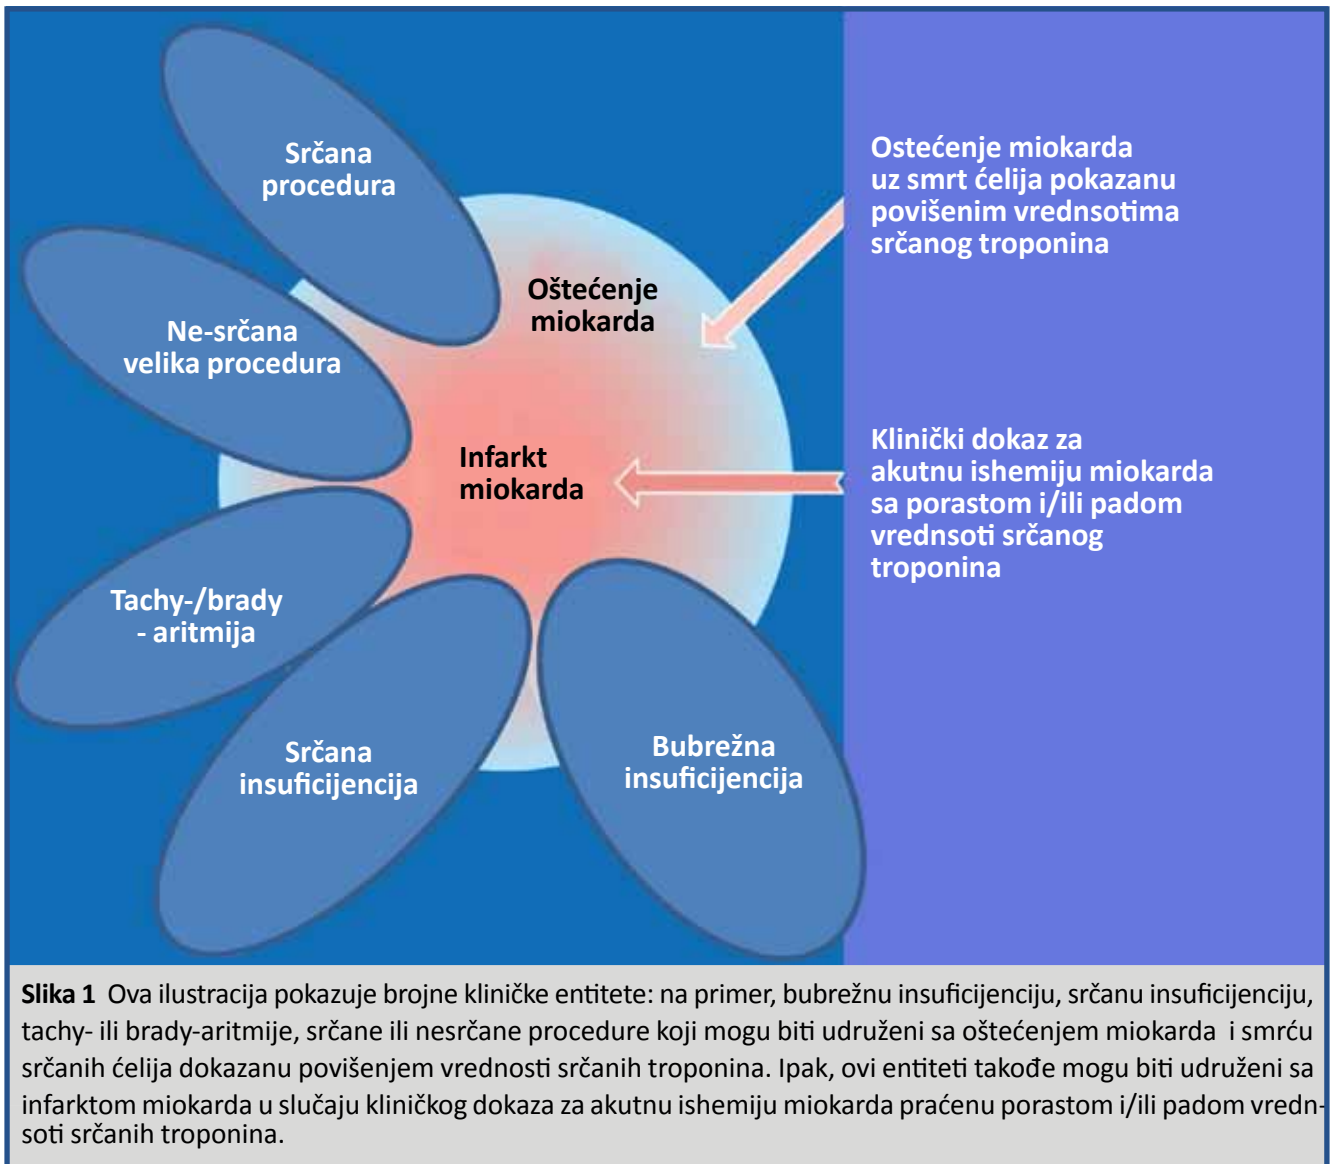 Srčana
procedura
Ne-srčana
velika procedura
Tachy-/brady
- aritmija
Srčana
insuficijencija
Bubrežna
insuficijencija
Oštećenje
miokarda
Infarkt
miokarda
Ostećenje miokarda
uz smrt ćelija pokazanu
povišenim vrednsotima
srčanog troponina
Klinički dokaz za
akutnu ishemiju miokarda
sa porastom i/ili padom
vrednsoti srčanog
troponina
Slika 1 Ova ilustracija pokazuje brojne kliničke entitete: na primer, bubrežnu insuficijenciju, srčanu insuficijenciju,
tachy- ili brady-aritmije, srčane ili nesrčane procedure koji mogu biti udruženi sa oštećenjem miokarda i smrću
srčanih ćelija dokazanu povišenjem vrednosti srčanih troponina. Ipak, ovi entiteti takođe mogu biti udruženi sa
infarktom miokarda u slučaju kliničkog dokaza za akutnu ishemiju miokarda praćenu porastom i/ili padom vredn-
soti srčanih troponina.